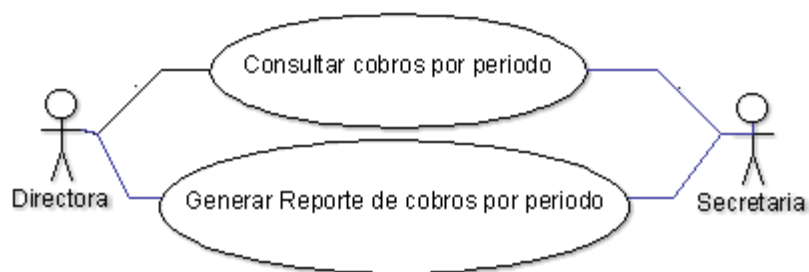 Consultar cobros por periodo
Directora
Generar Reporte de cobros por periodo
Secretaria